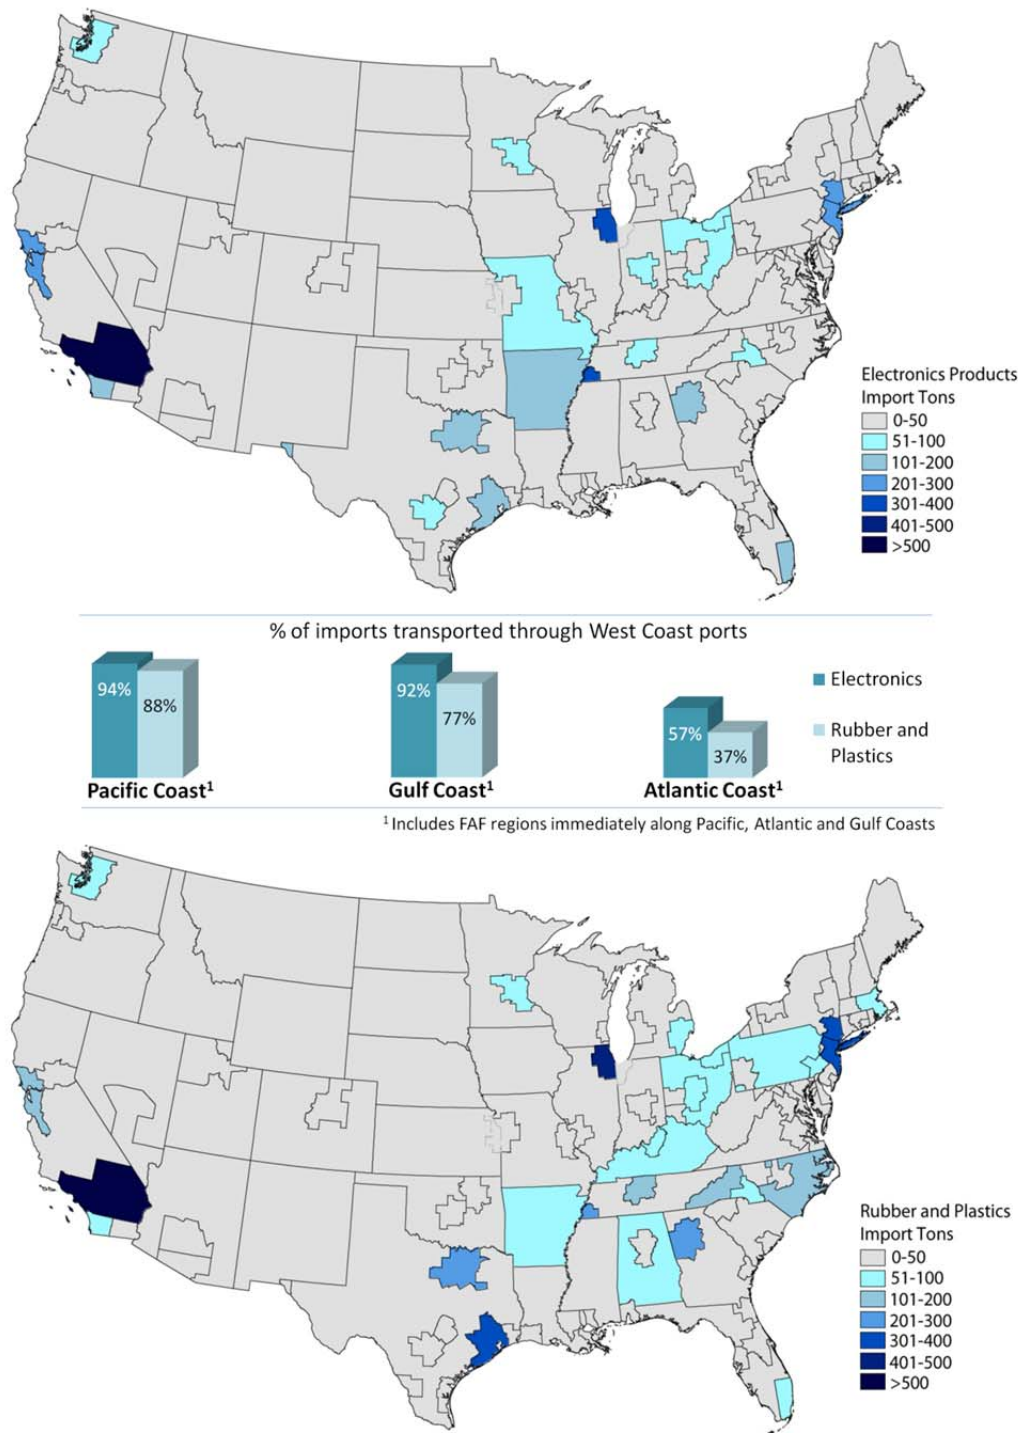 Electronics Products
Import Tons
0-50
51-100
101-200
201-300
301-400
401-500
>500
% of imports transported through West Coast ports
94%
88%
92%
77%
57%
37%
Electronics
Rubber and
Plastics
Pacific Coast¹
Gulf Coast¹
Atlantic Coast¹
¹ Includes FAF regions immediately along Pacific, Atlantic and Gulf Coasts
Rubber and Plastics
Import Tons
0-50
51-100
101-200
201-300
301-400
401-500
>500